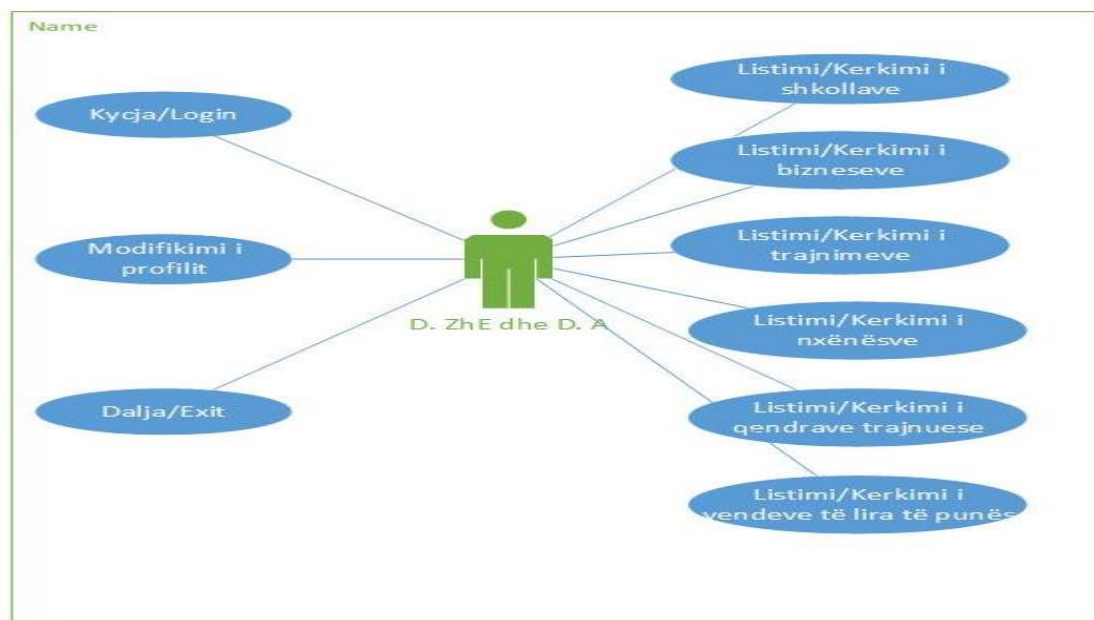 Name
Kycja/Login
Modifikimi i
profilit
Dalja/Exit
D. ZhE dhe D. A
Listimi/Kerkimi i
shkollave
Listimi/Kerkimi i
bizneseve
Listimi/Kerkimi i
trajnimeve
Listimi/Kerkimi i
nxënësve
Listimi/Kerkimi i
qendrave trajnuese
Listimi/Kerkimi i
vendeve të lira të punës